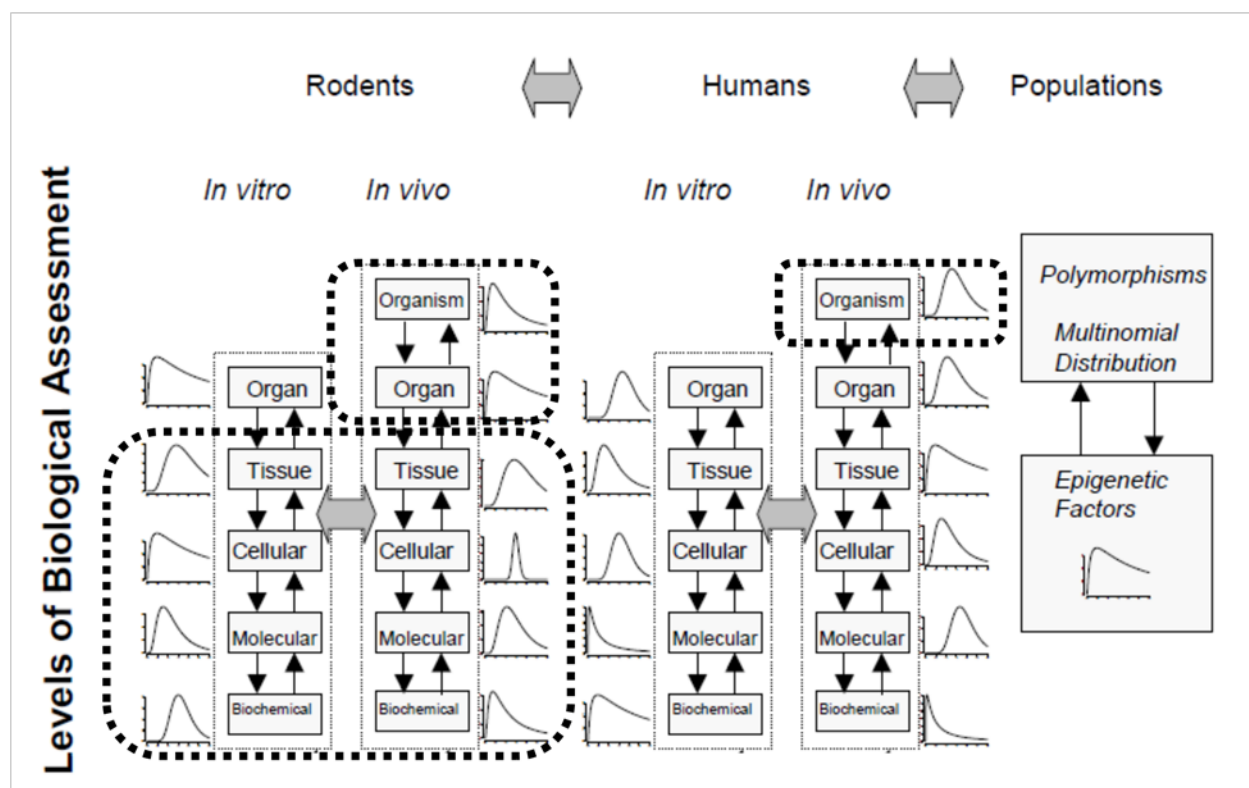 Rodents Humans Populations
Levels of Biological Assessment
In vitro In vivo In vitro In vivo
Organism Organism
Polymorphisms
Multinomial
Distribution
Organ Organ Organ Organ
Tissue Tissue Tissue Tissue
Epigenetic
Factors
Cellular Cellular Cellular Cellular
Molecular Molecular Molecular Molecular
Biochemical Biochemical Biochemical Biochemical